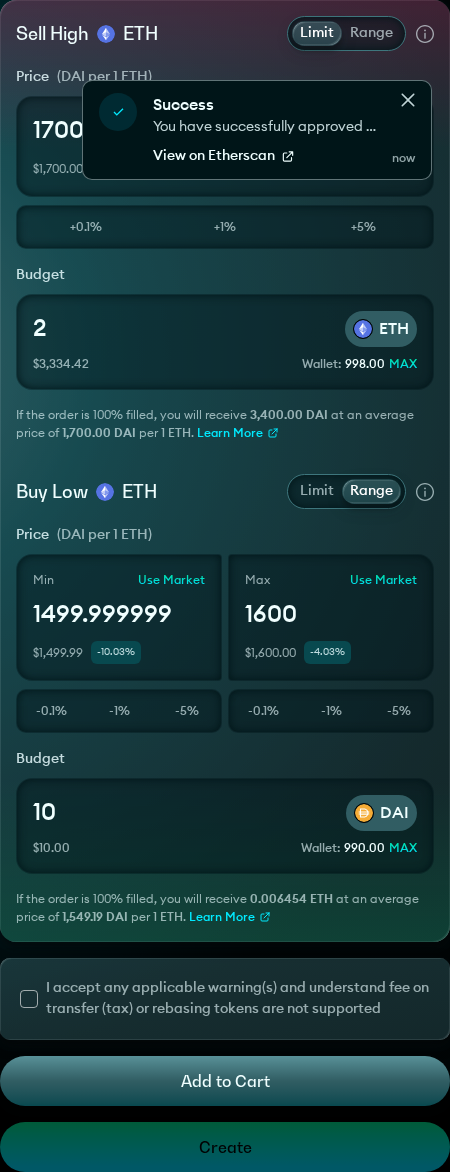 Sell High ETH Limit Range
Price (DAI per 1 ETH)
Success
You have successfully approved ...
View on Etherscan
now
1700
$1,700.00
+0.1% +1% +5%
Budget
2 ETH
$3,334.42 Wallet: 998.00 MAX
If the order is 100% filled, you will receive 3,400.00 DAI at an average
price of 1,700.00 DAI per 1 ETH. Learn More
Buy Low ETH Limit Range
Price (DAI per 1 ETH)
Min Use Market Max Use Market
1499.999999 1600
$1,499.99 -10.03% $1,600.00 -4.03%
-0.1% -1% -5% -0.1% -1% -5%
Budget
10 DAI
$10.00 Wallet: 990.00 MAX
If the order is 100% filled, you will receive 0.006454 ETH at an average
price of 1,549.19 DAI per 1 ETH. Learn More
I accept any applicable warning(s) and understand fee on
transfer (tax) or rebasing tokens are not supported
Add to Cart
Create